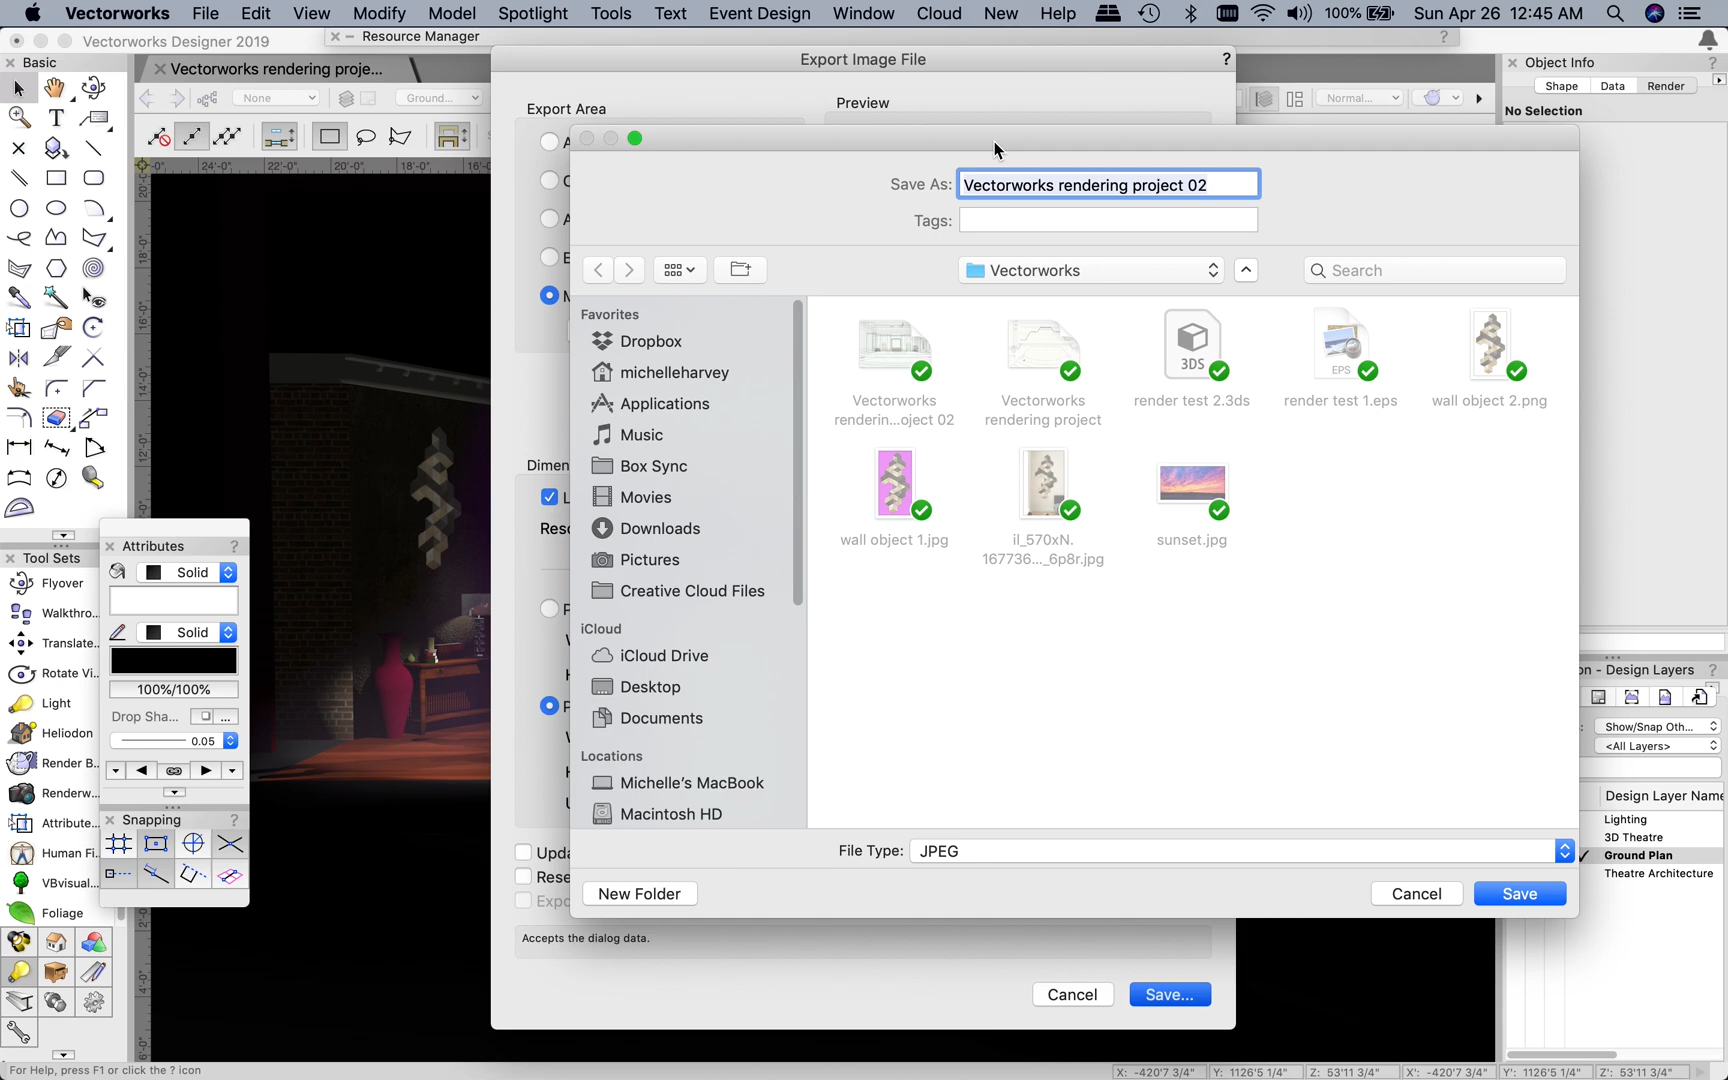 Vectorworks File Edit View Modify Model Spotlight Tools Text Event Design Window Cloud New Help 100% Sun Apr 26 12:45 AM
Vectorworks Designer 2019
Resource Manager ?
Basic
Vectorworks rendering proje...
None
Ground...
Export Image File ?
Export Area
Preview
Save As: Vectorworks rendering project 02
Tags:
Vectorworks
Search
Favorites
Dropbox
michelleharvey
Applications
Music
Box Sync
Movies
Downloads
Pictures
Creative Cloud Files
iCloud
iCloud Drive
Desktop
Documents
Locations
Michelle's MacBook
Macintosh HD
Vectorworks
renderin...oject 02
Vectorworks
rendering project
3DS
render test 2.3ds
EPS
render test 1.eps
wall object 2.png
wall object 1.jpg
il_570xN.
167736..._6p8r.jpg
sunset.jpg
File Type: JPEG
New Folder
Cancel
Save
Dimen
Upda
Rese
Expo
Accepts the dialog data.
Cancel
Save...
Object Info ?
Shape Data Render
No Selection
Normal...
24'-0" 22'-0" 20'-0" 18'-0"
Tool Sets
Flyover
Walkthro...
Translate...
Rotate Vi...
Light
Heliodon
Render B...
Renderw...
Attribute...
Human Fi...
VBvisual...
Foliage
Attributes ?
Solid
Solid
100%/100%
Drop Sha... ...
0.05
Snapping ?
on - Design Layers ?
Show/Snap Oth...
<All Layers>
Design Layer Name
Lighting
3D Theatre
Ground Plan
Theatre Architecture
For Help, press F1 or click the ? icon
X: -420'7 3/4" Y: 1126'5 1/4" Z: 53'11 3/4" X': -420'7 3/4" Y': 1126'5 1/4" Z': 53'11 3/4"